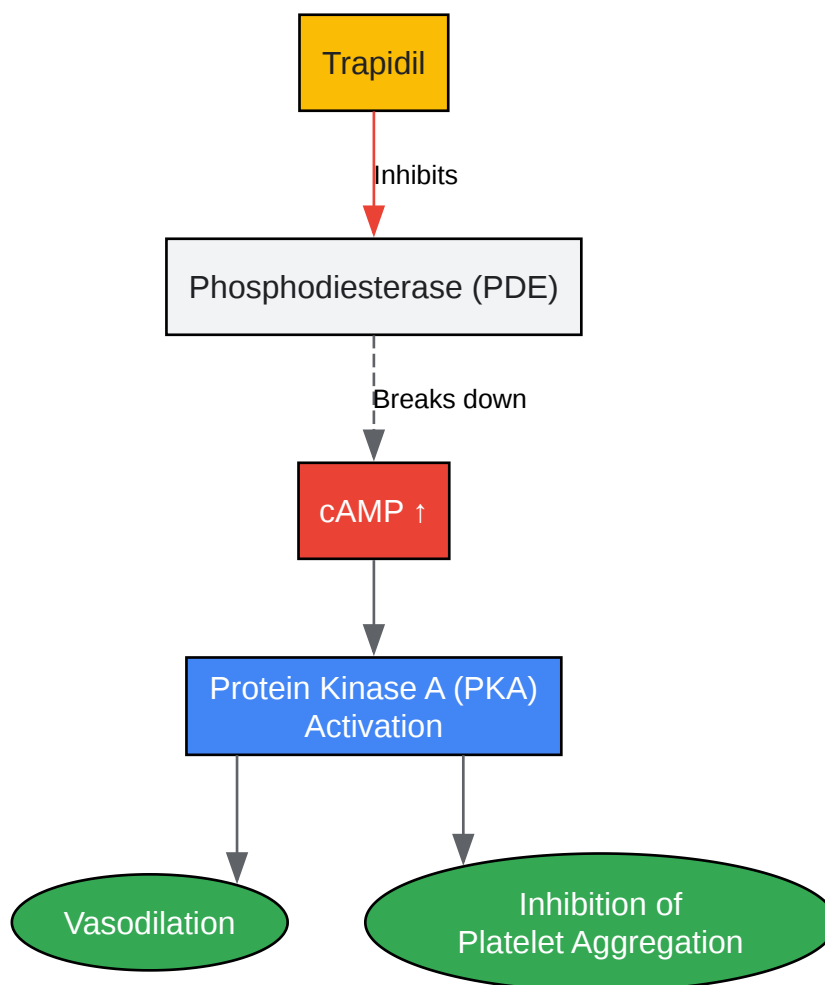 Trapidil
Inhibits
Phosphodiesterase (PDE)
Breaks down
cAMP ↑
Protein Kinase A (PKA)
Activation
Vasodilation
Inhibition of
Platelet Aggregation